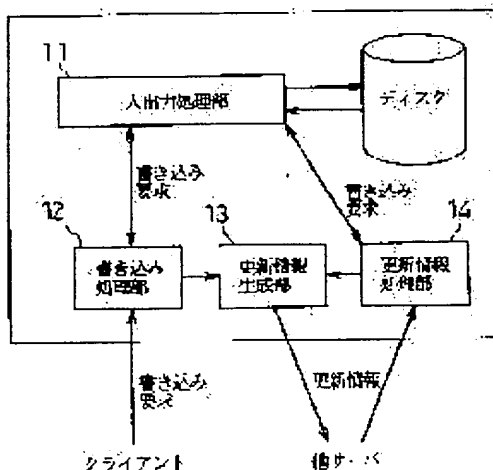 11
入出力処理部
ディスク
書き込み
要求
書き込み
要求
12
13
14
書き込み
処理部
更新情報
生成部
更新情報
処理部
書き込み
要求
更新情報
クライアント
他サーバ